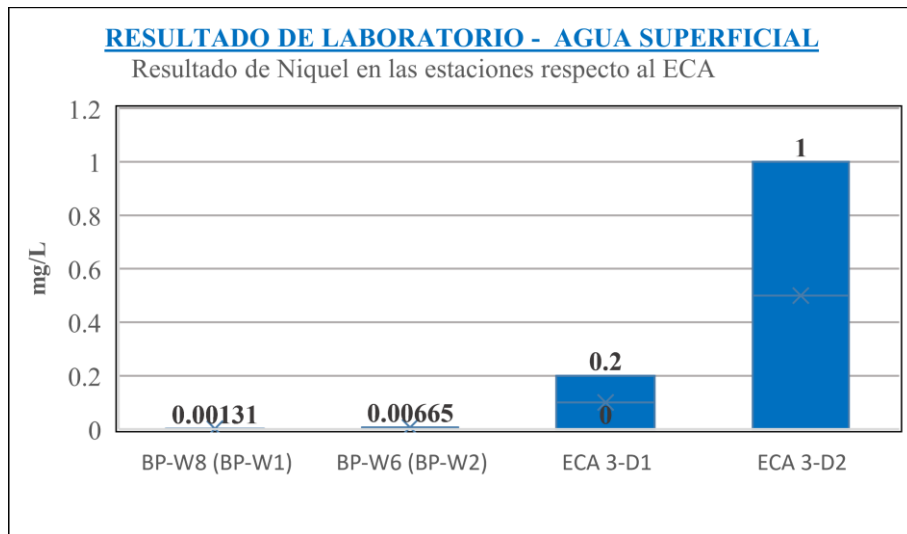 RESULTADO DE LABORATORIO - AGUA SUPERFICIAL
Resultado de Niquel en las estaciones respecto al ECA
mg/L
1.2
1
0.8
0.6
0.4
0.2
0
0.00131
0.00665
0.2
0
1
BP-W8 (BP-W1)
BP-W6 (BP-W2)
ECA 3-D1
ECA 3-D2